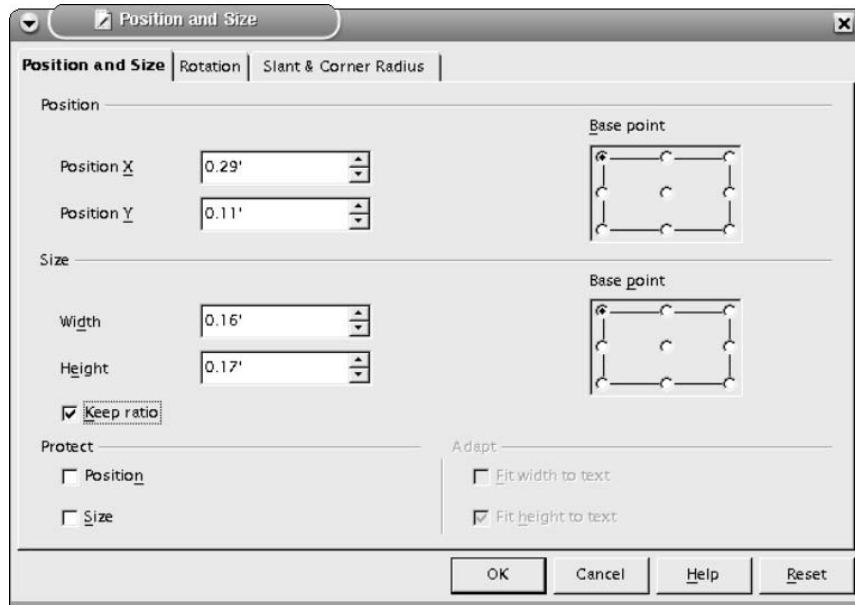 Position and Size
Position and Size Rotation Slant & Corner Radius
Position
Base point
Position X 0.29'
Position Y 0.11'
Size
Base point
Width 0.16'
Height 0.17'
Keep ratio
Protect Adapt
Position Fit width to text
Size Fit height to text
OK Cancel Help Reset